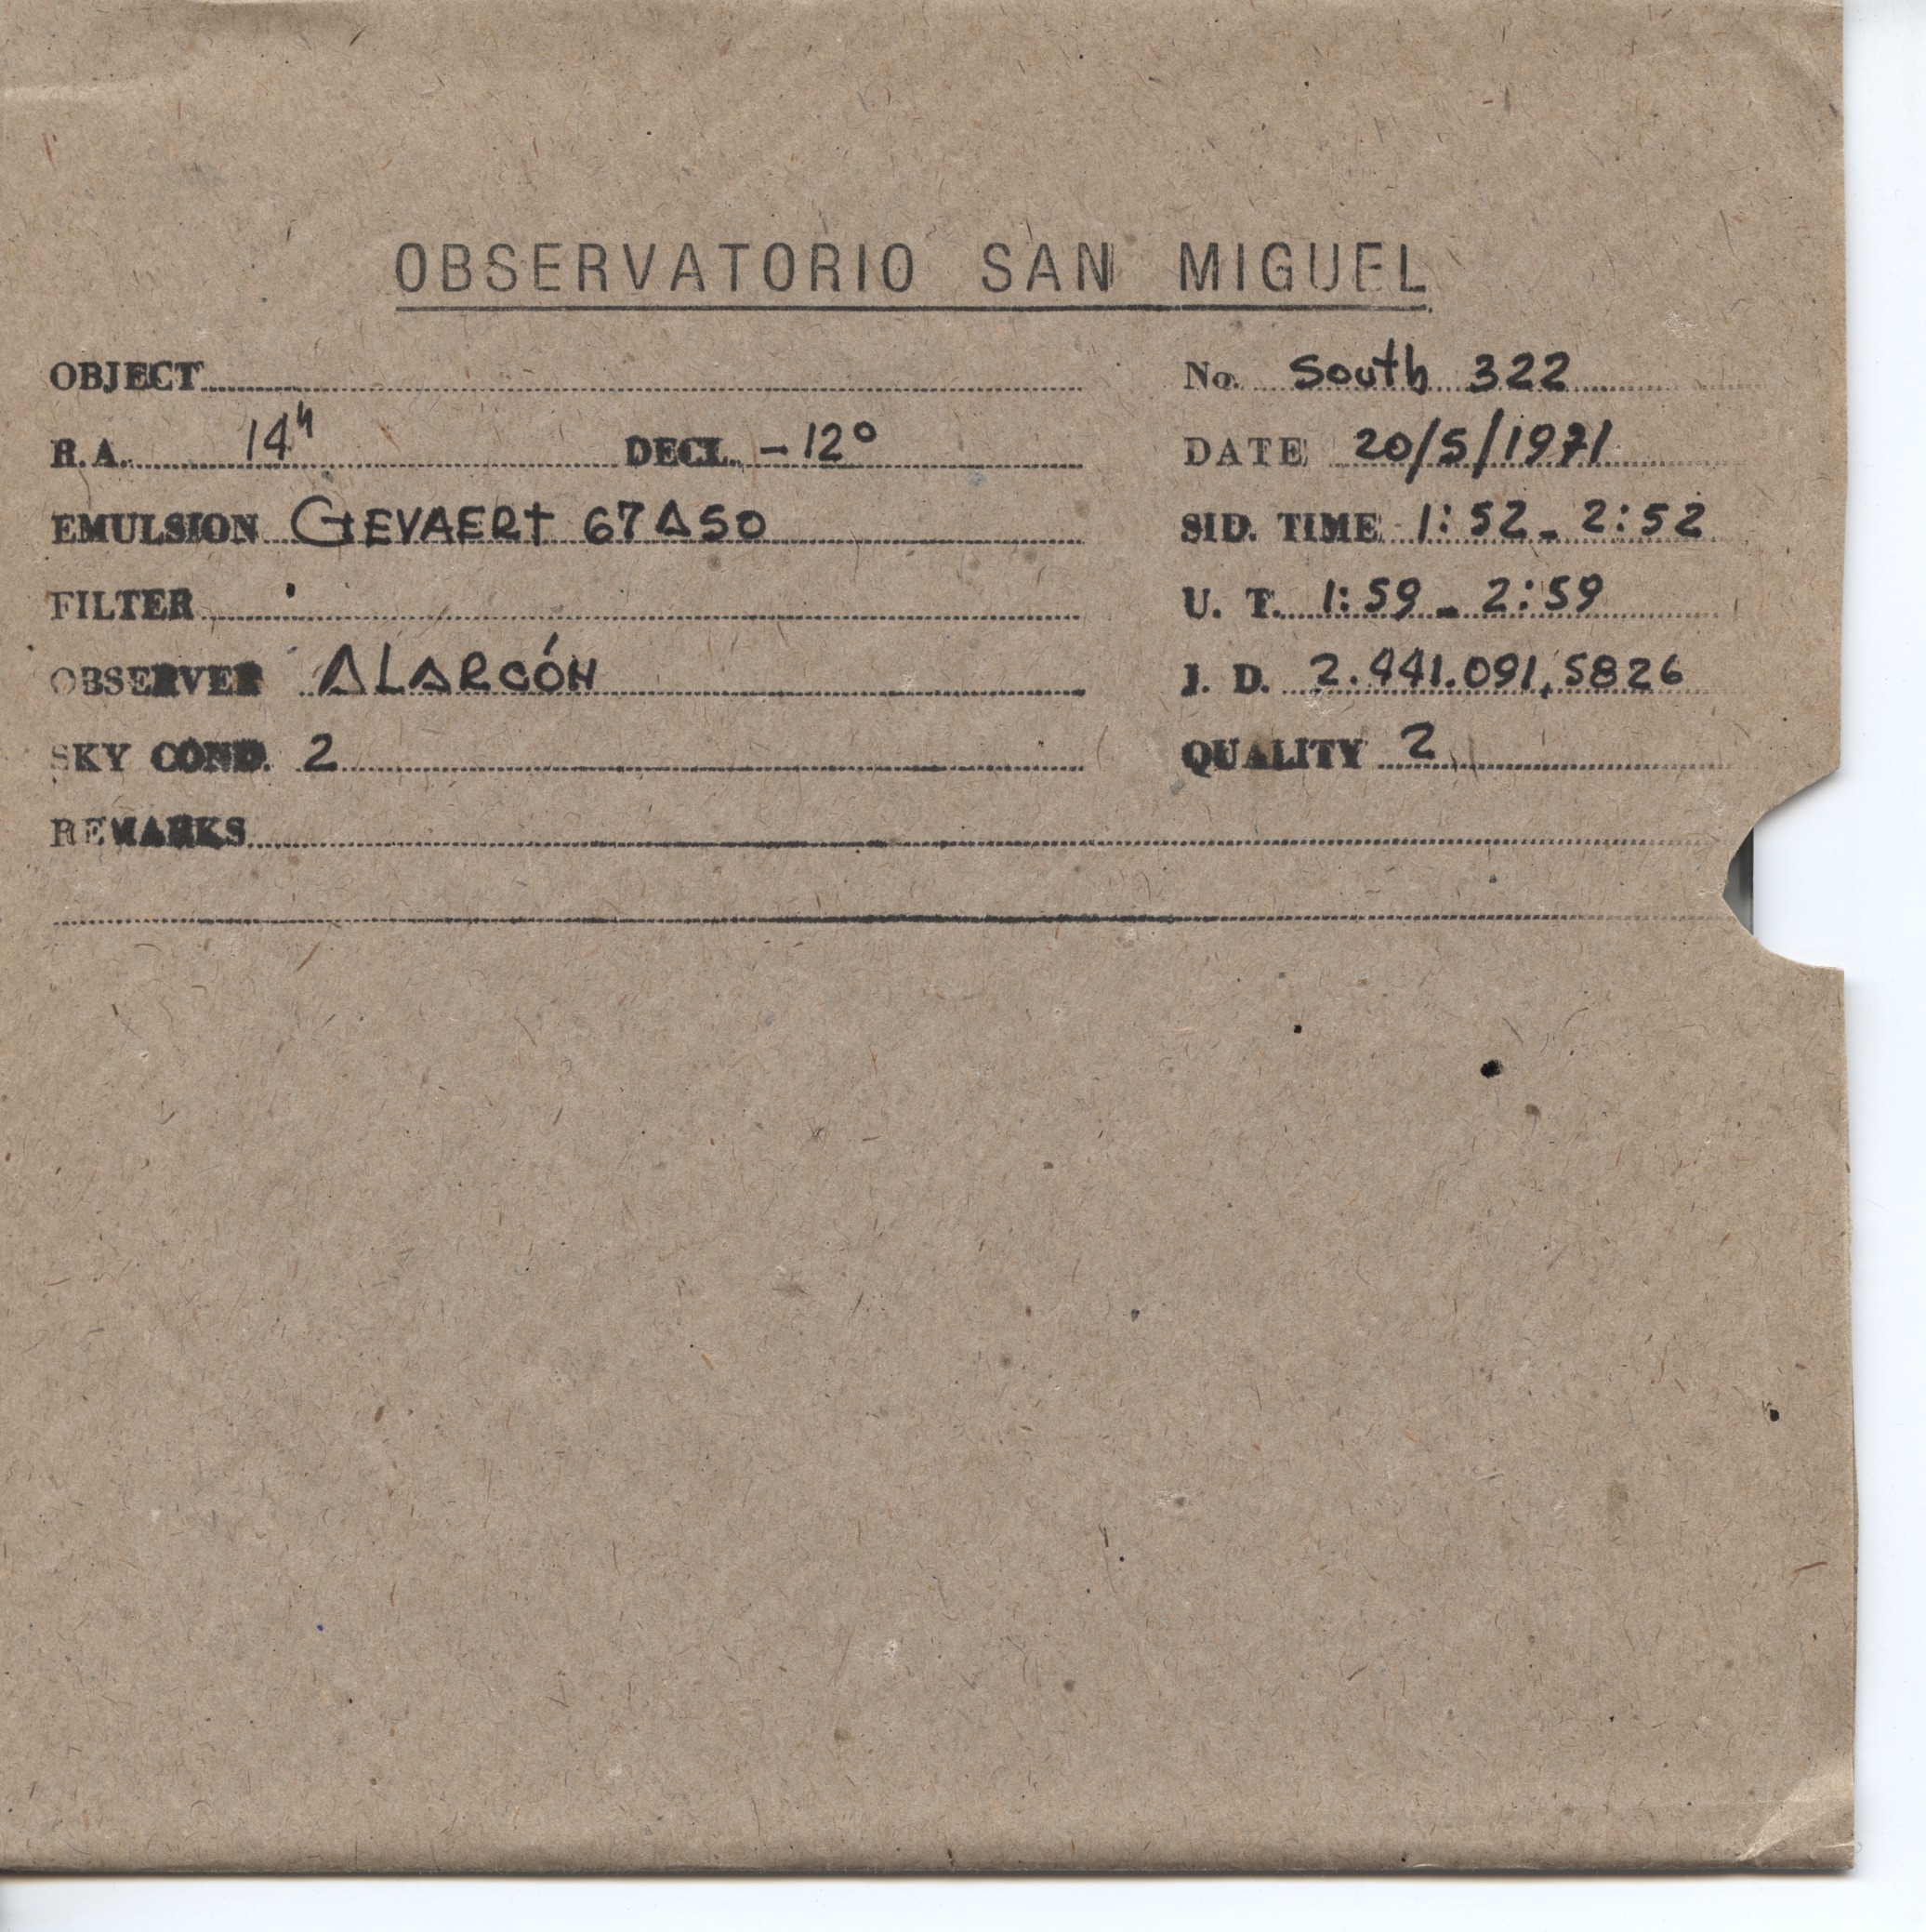 OBSERVATORIO SAN MIGUEL
OBJECT No. South 322
R.A. 14h DECL. -12° DATE 20/5/1971
EMULSION GEVAERT 67A50 SID. TIME 1:52 - 2:52
FILTER U. T. 1:59 - 2:59
OBSERVER ALARCÓN J. D. 2.441.091,5826
SKY COND. 2 QUALITY 2
REMARKS